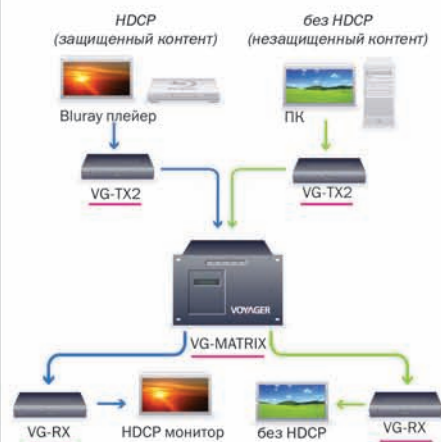 HDCP
(защищенный контент)
без HDCP
(незащищенный контент)
Bluray плейер
ПК
VG-TX2
VG-TX2
VOYAGER
VG-MATRIX
VG-RX
HDCP монитор
без HDCP
VG-RX